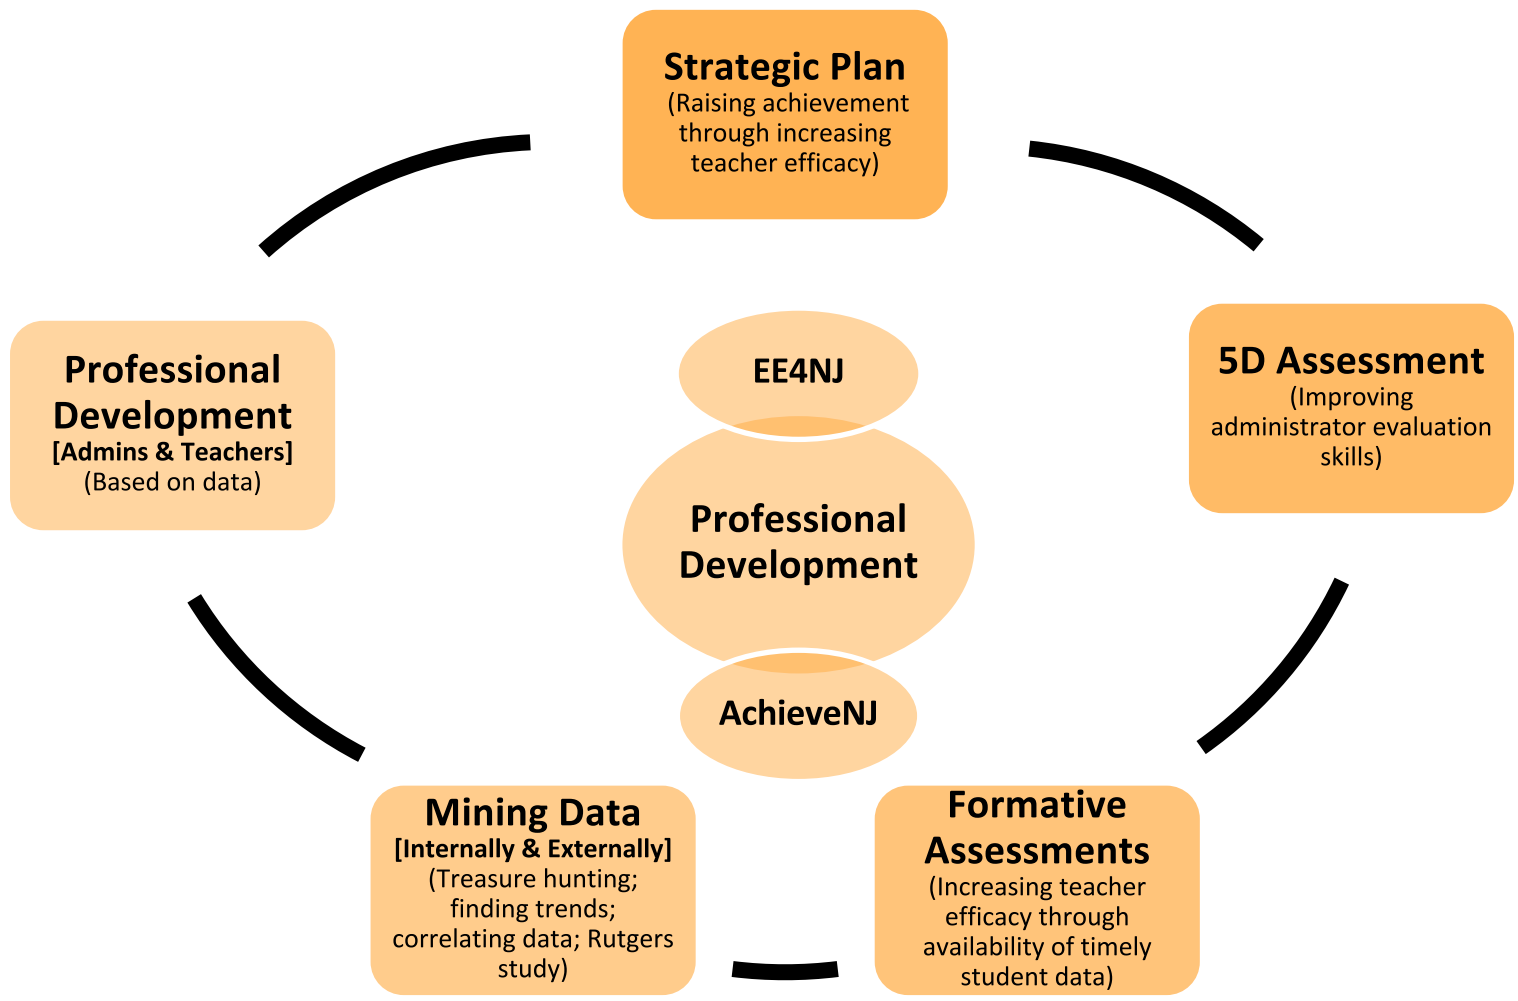 Strategic Plan
(Raising achievement
through increasing
teacher efficacy)
5D Assessment
(Improving
administrator evaluation
skills)
Formative
Assessments
(Increasing teacher
efficacy through
availability of timely
student data)
Mining Data
[Internally & Externally]
(Treasure hunting;
finding trends;
correlating data; Rutgers
study)
Professional
Development
[Admins & Teachers]
(Based on data)
EE4NJ
Professional
Development
AchieveNJ